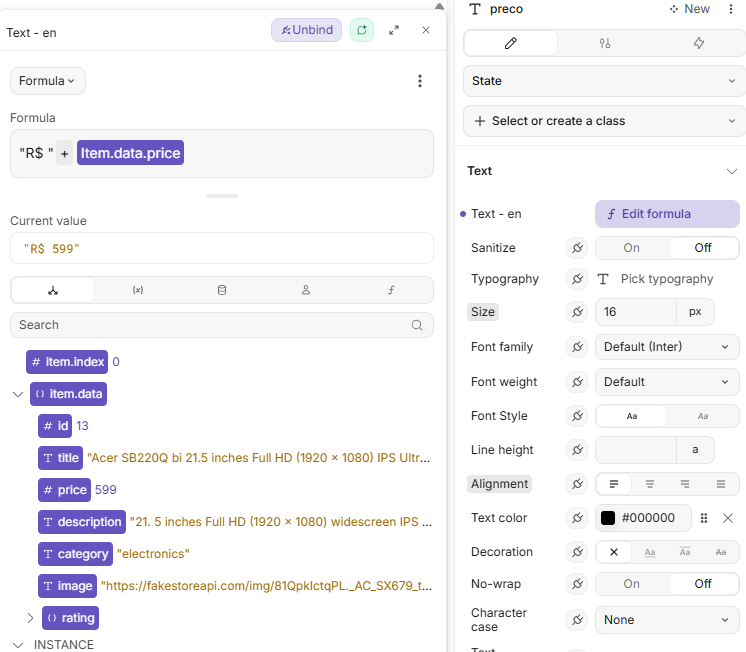 Text - en
Unbind
Formula
Formula
"R$ " + Item.data.price
Current value
"R$ 599"
(x)
f
Search
# item.index 0
() item.data
# id 13
T title "Acer SB220Q bi 21.5 inches Full HD (1920 × 1080) IPS Ultr...
# price 599
T description "21. 5 inches Full HD (1920 × 1080) widescreen IPS ...
T category "electronics"
T image "https://fakestoreapi.com/img/81QpkIctqPL._AC_SX679_t...
() rating
INSTANCE
T preco
New
State
+ Select or create a class
Text
Text - en
f Edit formula
Sanitize
On Off
Typography
T Pick typography
Size
16 px
Font family
Default (Inter)
Font weight
Default
Font Style
Aa Aa
Line height
a
Alignment
Text color
#000000
Decoration
Aa Aa Aa
No-wrap
On Off
Character
case
None